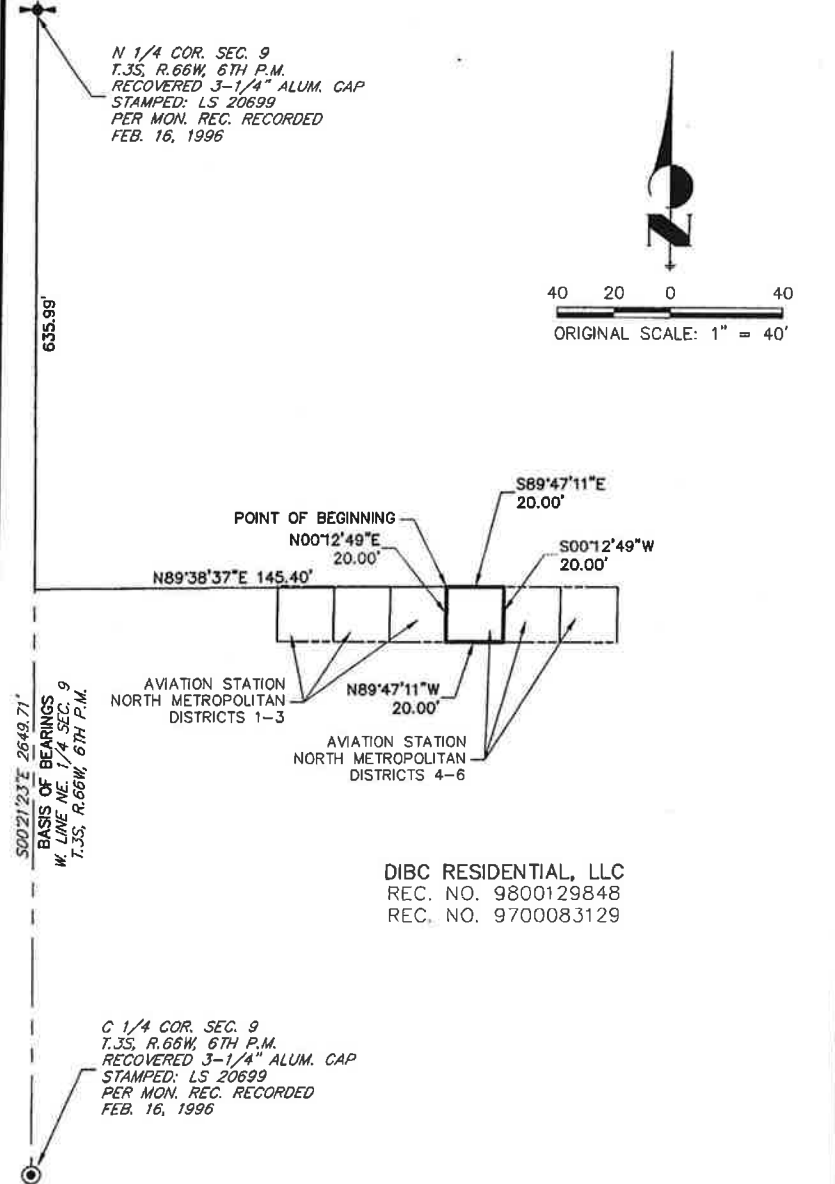 N 1/4 COR. SEC. 9
T.3S, R.66W, 6TH P.M.
RECOVERED 3-1/4" ALUM. CAP
STAMPED: LS 20699
PER MON. REC. RECORDED
FEB. 16, 1996
N
40 20 0 40
ORIGINAL SCALE: 1" = 40'
635.99'
S89°47'11"E
20.00'
POINT OF BEGINNING
N00°12'49"E
20.00'
S00°12'49"W
20.00'
N89°38'37"E 145.40'
AVIATION STATION
NORTH METROPOLITAN
DISTRICTS 1-3
N89°47'11"W
20.00'
AVIATION STATION
NORTH METROPOLITAN
DISTRICTS 4-6
S00°21'23"E 2649.71'
BASIS OF BEARINGS
W. LINE NE. 1/4 SEC. 9
T.3S, R.66W, 6TH P.M.
DIBC RESIDENTIAL, LLC
REC. NO. 9800129848
REC. NO. 9700083129
C 1/4 COR. SEC. 9
T.3S, R.66W, 6TH P.M.
RECOVERED 3-1/4" ALUM. CAP
STAMPED: LS 20699
PER MON. REC. RECORDED
FEB. 16, 1996